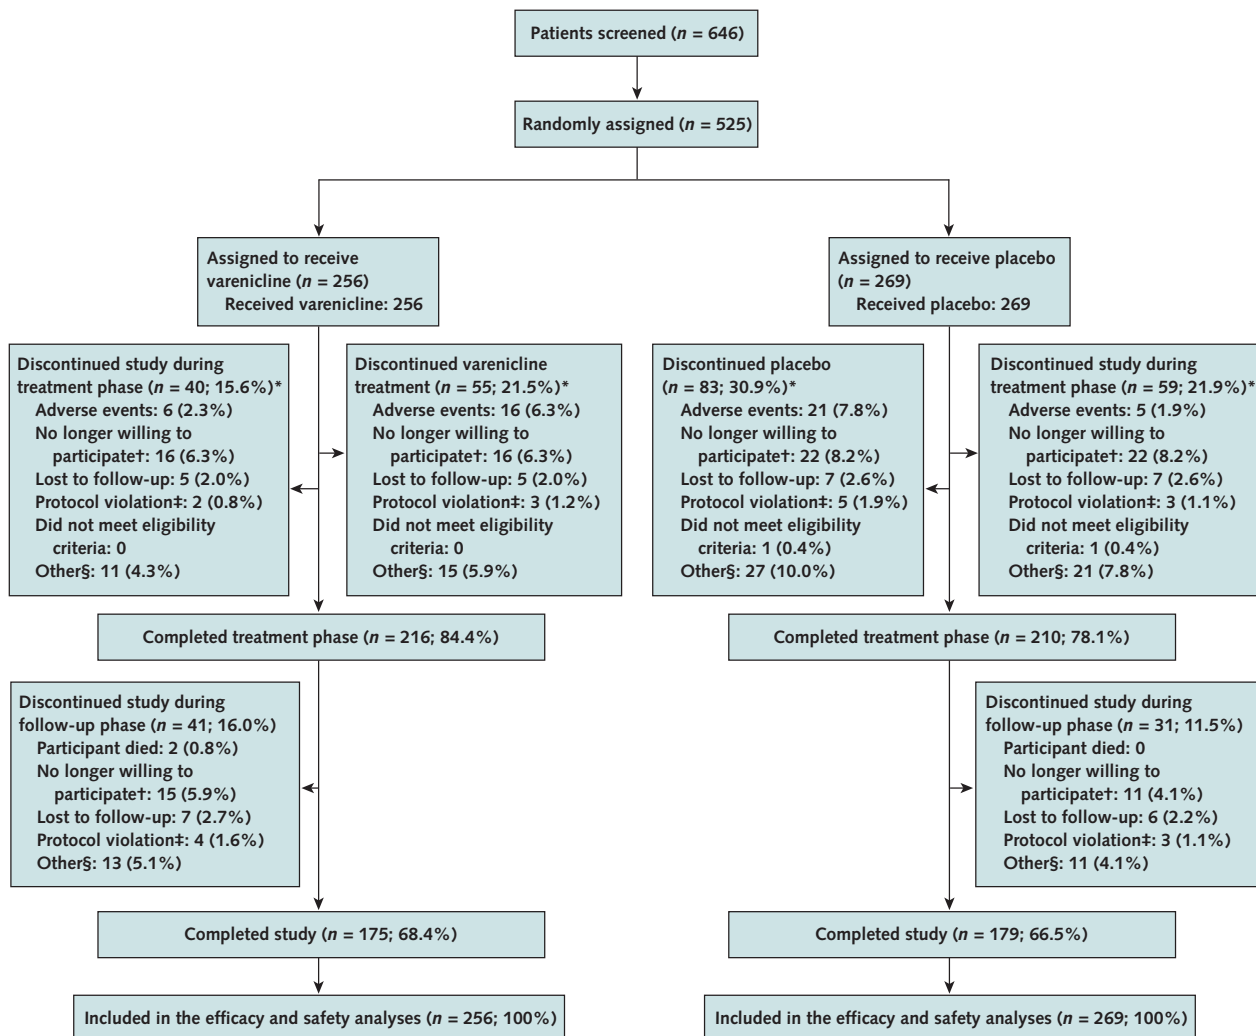 Patients screened (n = 646)
Randomly assigned (n = 525)
Assigned to receive
varenicline (n = 256)
Received varenicline: 256
Assigned to receive placebo
(n = 269)
Received placebo: 269
Discontinued study during
treatment phase (n = 40; 15.6%)*
Adverse events: 6 (2.3%)
No longer willing to
participate†: 16 (6.3%)
Lost to follow-up: 5 (2.0%)
Protocol violation‡: 2 (0.8%)
Did not meet eligibility
criteria: 0
Other§: 11 (4.3%)
Discontinued varenicline
treatment (n = 55; 21.5%)*
Adverse events: 16 (6.3%)
No longer willing to
participate†: 16 (6.3%)
Lost to follow-up: 5 (2.0%)
Protocol violation‡: 3 (1.2%)
Did not meet eligibility
criteria: 0
Other§: 15 (5.9%)
Discontinued placebo
(n = 83; 30.9%)*
Adverse events: 21 (7.8%)
No longer willing to
participate†: 22 (8.2%)
Lost to follow-up: 7 (2.6%)
Protocol violation‡: 5 (1.9%)
Did not meet eligibility
criteria: 1 (0.4%)
Other§: 27 (10.0%)
Discontinued study during
treatment phase (n = 59; 21.9%)*
Adverse events: 5 (1.9%)
No longer willing to
participate†: 22 (8.2%)
Lost to follow-up: 7 (2.6%)
Protocol violation‡: 3 (1.1%)
Did not meet eligibility
criteria: 1 (0.4%)
Other§: 21 (7.8%)
Completed treatment phase (n = 216; 84.4%)
Completed treatment phase (n = 210; 78.1%)
Discontinued study during
follow-up phase (n = 41; 16.0%)
Participant died: 2 (0.8%)
No longer willing to
participate†: 15 (5.9%)
Lost to follow-up: 7 (2.7%)
Protocol violation‡: 4 (1.6%)
Other§: 13 (5.1%)
Discontinued study during
follow-up phase (n = 31; 11.5%)
Participant died: 0
No longer willing to
participate†: 11 (4.1%)
Lost to follow-up: 6 (2.2%)
Protocol violation‡: 3 (1.1%)
Other§: 11 (4.1%)
Completed study (n = 175; 68.4%)
Completed study (n = 179; 66.5%)
Included in the efficacy and safety analyses (n = 256; 100%)
Included in the efficacy and safety analyses (n = 269; 100%)